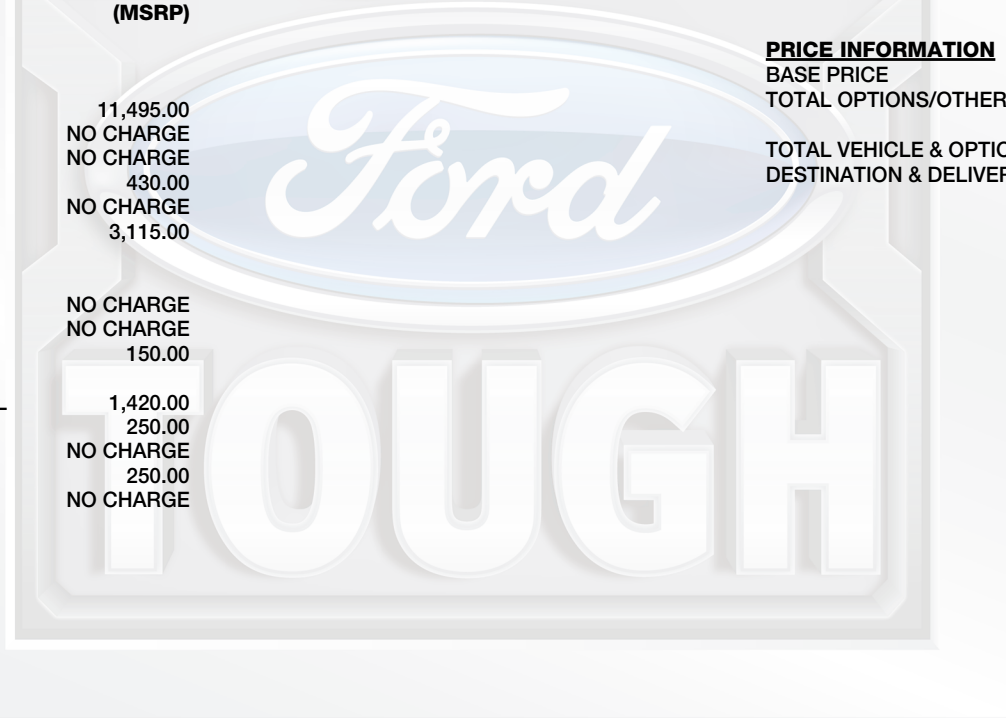 (MSRP)
11,495.00
NO CHARGE
NO CHARGE
430.00
NO CHARGE
3,115.00
NO CHARGE
NO CHARGE
150.00
1,420.00
250.00
NO CHARGE
250.00
NO CHARGE
PRICE INFORMATION
BASE PRICE
TOTAL OPTIONS/OTHER
TOTAL VEHICLE & OPTIO
DESTINATION & DELIVER
Ford
TOUGH